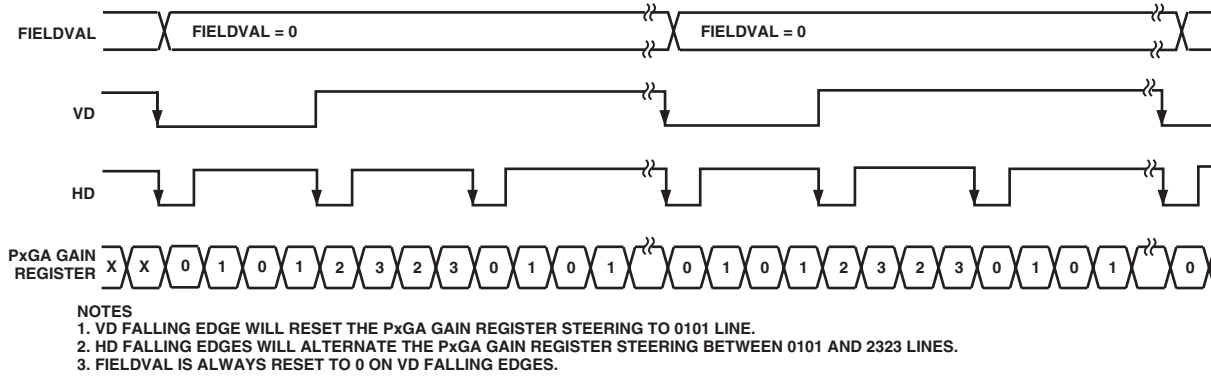 FIELDVAL
FIELDVAL = 0
FIELDVAL = 0
VD
HD
PxGA GAIN
REGISTER
X X 0 1 0 1 2 3 2 3 0 1 0 1 0 1 0 1 2 3 2 3 0 1 0 1 0
NOTES
1. VD FALLING EDGE WILL RESET THE PxGA GAIN REGISTER STEERING TO 0101 LINE.
2. HD FALLING EDGES WILL ALTERNATE THE PxGA GAIN REGISTER STEERING BETWEEN 0101 AND 2323 LINES.
3. FIELDVAL IS ALWAYS RESET TO 0 ON VD FALLING EDGES.